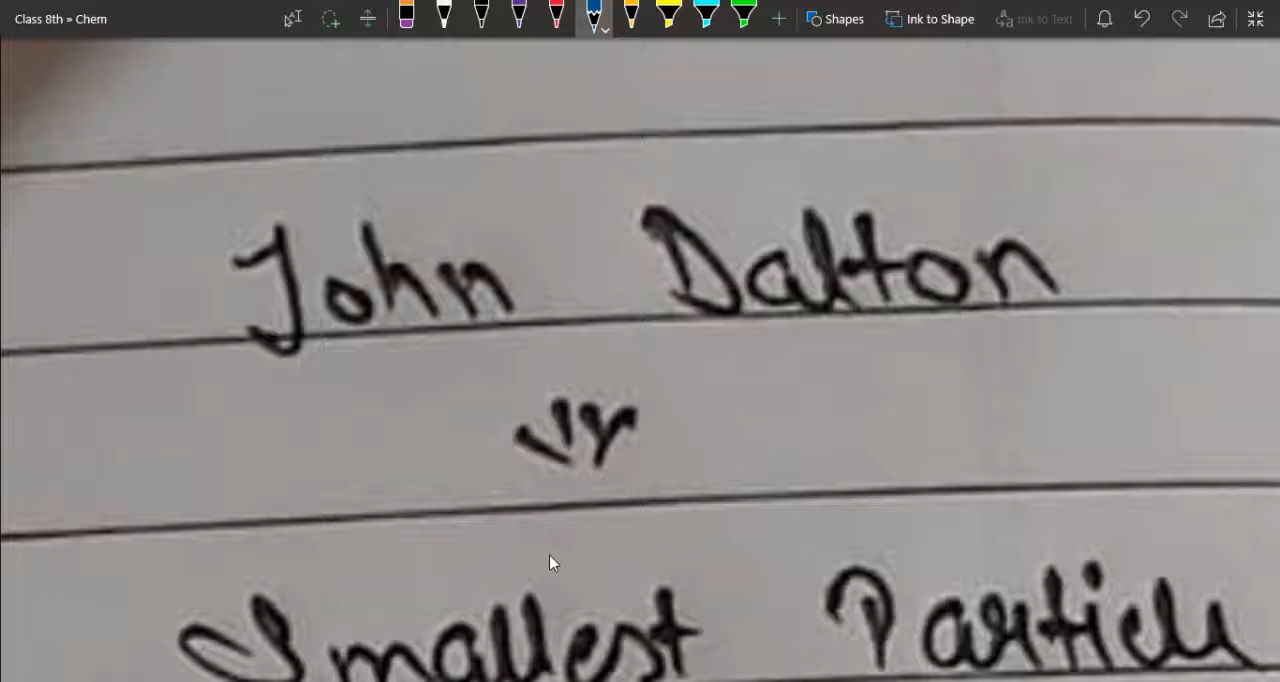 Class 8th » Chem
Shapes Ink to Shape Ink to Text
John Dalton
Smallest Particle